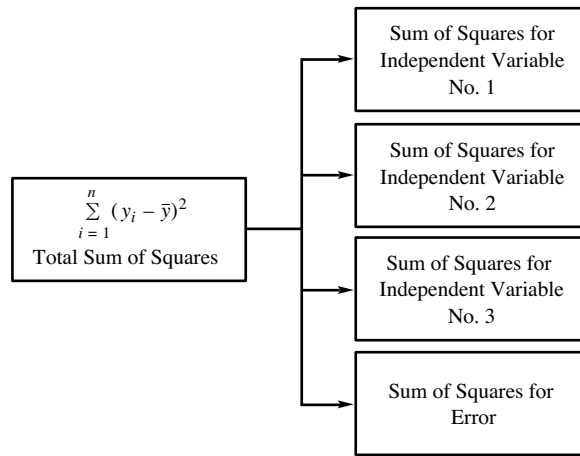 Sum of Squares for
Independent Variable
No. 1
Sum of Squares for
Independent Variable
No. 2
n
∑ (yᵢ – ȳ)²
i = 1
Total Sum of Squares
Sum of Squares for
Independent Variable
No. 3
Sum of Squares for
Error